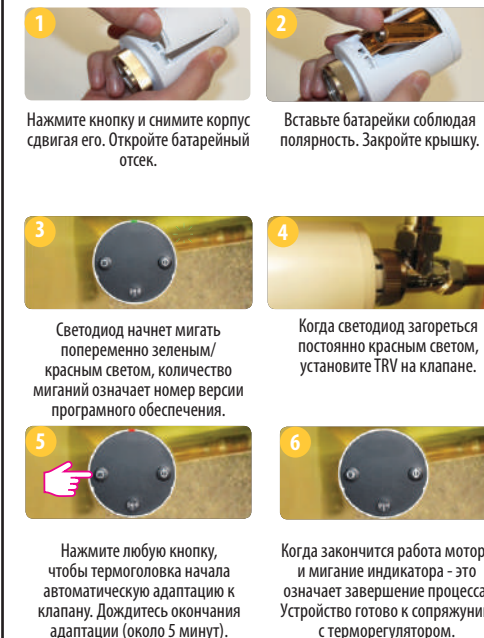 1
Нажмите кнопку и снимите корпус
сдвигая его. Откройте батарейный
отсек.
2
Вставьте батарейки соблюдая
полярность. Закройте крышку.
3
Светодиод начнет мигать
попеременно зеленым/
красным светом, количество
миганий означает номер версии
програмного обеспечения.
4
Когда светодиод загореться
постоянно красным светом,
установите TRV на клапане.
5
Нажмите любую кнопку,
чтобы термоголовка начала
автоматическую адаптацию к
клапану. Дождитесь окончания
адаптации (около 5 минут).
6
Когда закончится работа мотор
и мигание индикатора - это
означает завершение процесса
Устройство готово к сопряжению
с терморегулятором.